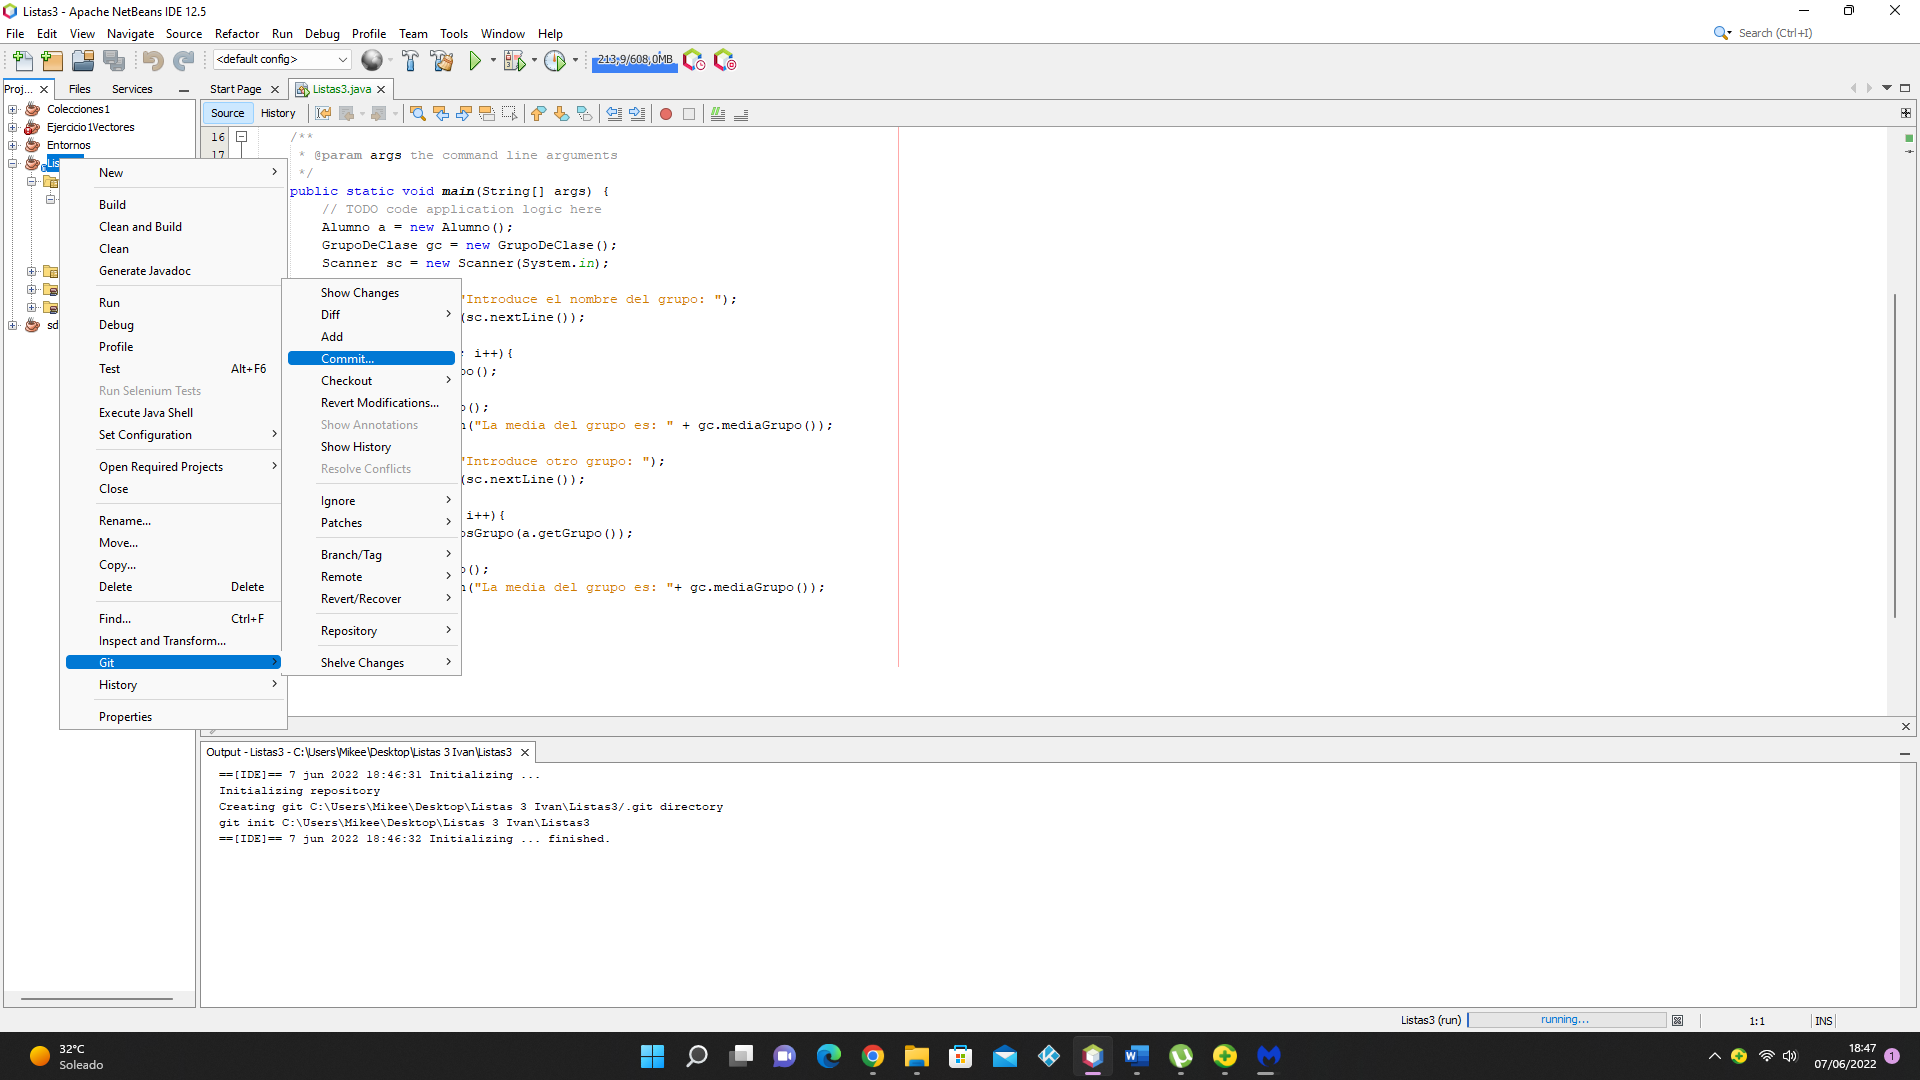 Listas3 - Apache NetBeans IDE 12.5
File Edit View Navigate Source Refactor Run Debug Profile Team Tools Window Help
Search (Ctrl+I)
<default config>
213,9/608,0MB
Proj... Files Services
Start Page Listas3.java
Source History
Colecciones1
Ejercicio1Vectores
Entornos
Lis
sd
16 /**
17 * @param args the command line arguments
*/
public static void main(String[] args) {
// TODO code application logic here
Alumno a = new Alumno();
GrupoDeClase gc = new GrupoDeClase();
Scanner sc = new Scanner(System.in);
"Introduce el nombre del grupo: ");
(sc.nextLine());
; i++){
po();
o();
n("La media del grupo es: " + gc.mediaGrupo());
"Introduce otro grupo: ");
(sc.nextLine());
i++){
osGrupo(a.getGrupo());
o();
n("La media del grupo es: "+ gc.mediaGrupo());
New
Build
Clean and Build
Clean
Generate Javadoc
Run
Debug
Profile
Test Alt+F6
Run Selenium Tests
Execute Java Shell
Set Configuration
Open Required Projects
Close
Rename...
Move...
Copy...
Delete Delete
Find... Ctrl+F
Inspect and Transform...
Git
History
Properties
Show Changes
Diff
Add
Commit...
Checkout
Revert Modifications...
Show Annotations
Show History
Resolve Conflicts
Ignore
Patches
Branch/Tag
Remote
Revert/Recover
Repository
Shelve Changes
Output - Listas3 - C:\Users\Mikee\Desktop\Listas 3 Ivan\Listas3
==[IDE]== 7 jun 2022 18:46:31 Initializing ...
Initializing repository
Creating git C:\Users\Mikee\Desktop\Listas 3 Ivan\Listas3/.git directory
git init C:\Users\Mikee\Desktop\Listas 3 Ivan\Listas3
==[IDE]== 7 jun 2022 18:46:32 Initializing ... finished.
Listas3 (run) running... 1:1 INS
32°C
Soleado
18:47
07/06/2022
1